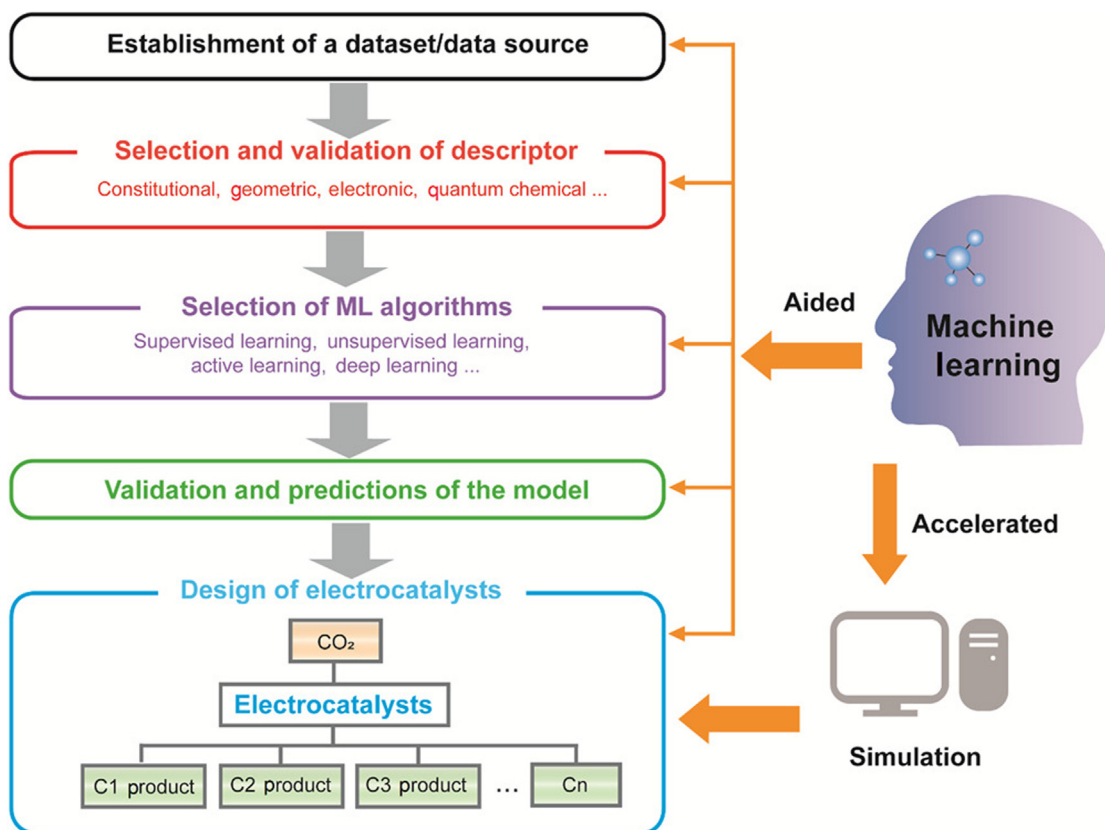 Establishment of a dataset/data source
Selection and validation of descriptor
Constitutional, geometric, electronic, quantum chemical ...
Selection of ML algorithms
Supervised learning, unsupervised learning,
active learning, deep learning ...
Validation and predictions of the model
Design of electrocatalysts
CO₂
Electrocatalysts
C1 product
C2 product
C3 product
...
Cn
Aided
Machine
learning
Accelerated
Simulation